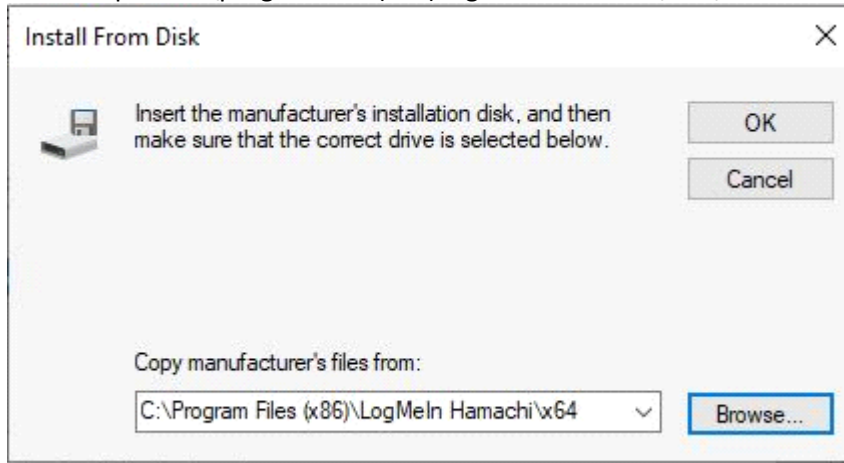 Install From Disk
Insert the manufacturer's installation disk, and then
make sure that the correct drive is selected below.
OK
Cancel
Copy manufacturer's files from:
C:\Program Files (x86)\LogMeIn Hamachi\x64
Browse...